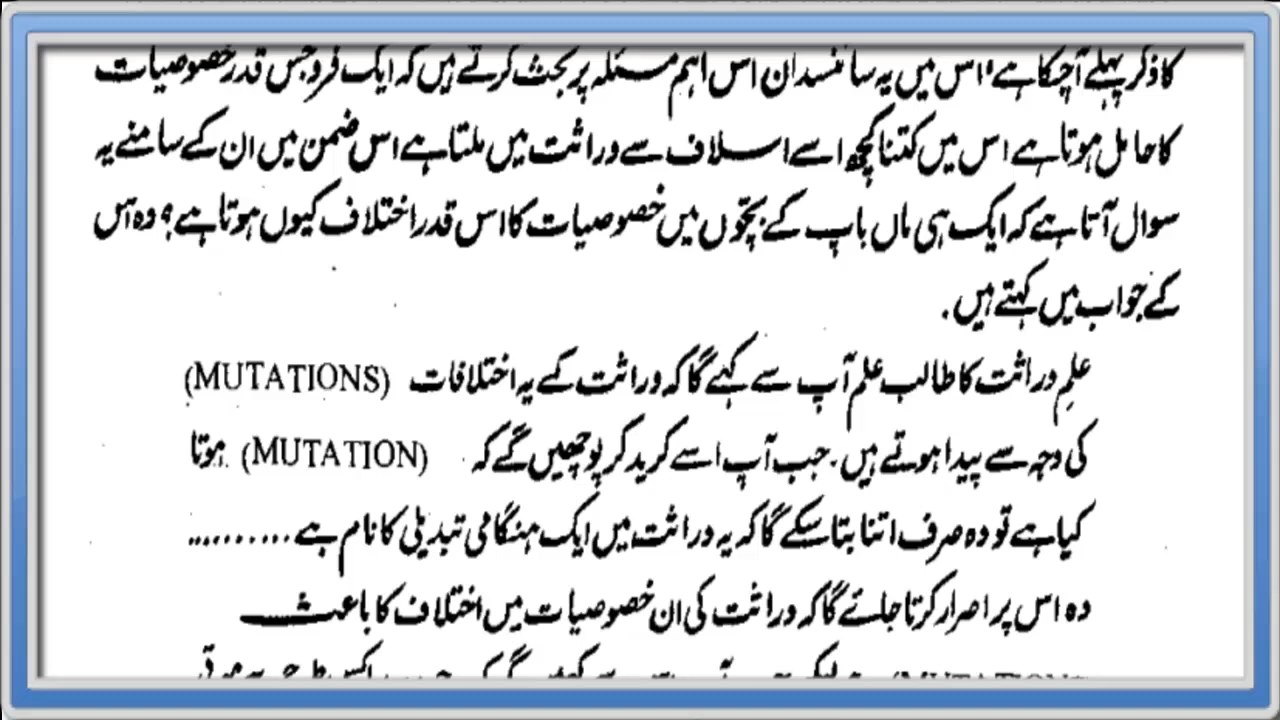 کا ذکر پہلے آچکا ہے' اس میں یہ سائنسدان اس اہم مسئلہ پر بحث کرتے ہیں کہ ایک فرد جس قدر خصوصیات
کا حامل ہوتا ہے اس میں کتنا کچھ اسے اسلاف سے وراثت میں ملتا ہے اس ضمن میں ان کے سامنے یہ
سوال آتا ہے کہ ایک ہی ماں باپ کے بچّوں میں خصوصیات کا اس قدر اختلاف کیوں ہوتا ہے؟ وہ اس
کے جواب میں کہتے ہیں.
علمِ وراثت کا طالب علم آپ سے کہے گا کہ وراثت کے یہ اختلافات (MUTATIONS)
کی وجہ سے پیدا ہوتے ہیں. جب آپ اسے کرید کر پوچھیں گے کہ (MUTATION) ہوتا
کیا ہے تو وہ صرف اتنا بتا سکے گا کہ یہ وراثت میں ایک ہنگامی تبدیلی کا نام ہے..........
وہ اس پر اصرار کرتا جائے گا کہ وراثت کی ان خصوصیات میں اختلاف کا باعث